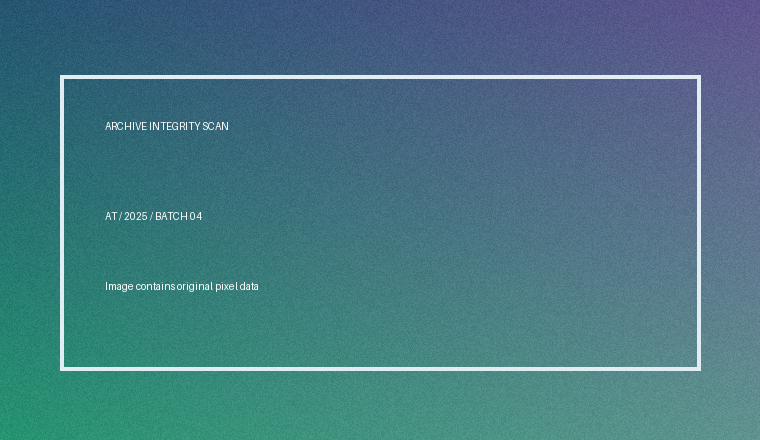 ARCHIVE INTEGRITY SCAN
AT / 2025 / BATCH 04
Image contains original pixel data